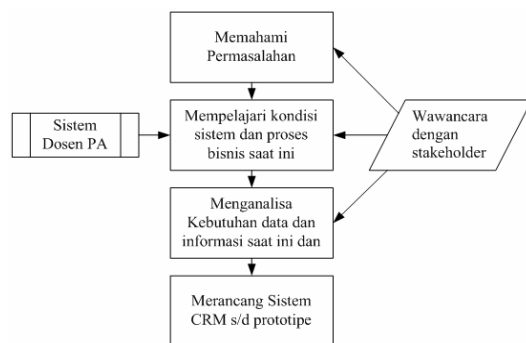 Memahami
Permasalahan
Sistem
Dosen PA
Mempelajari kondisi
sistem dan proses
bisnis saat ini
Wawancara
dengan
stakeholder
Menganalisa
Kebutuhan data dan
informasi saat ini dan
Merancang Sistem
CRM s/d prototipe